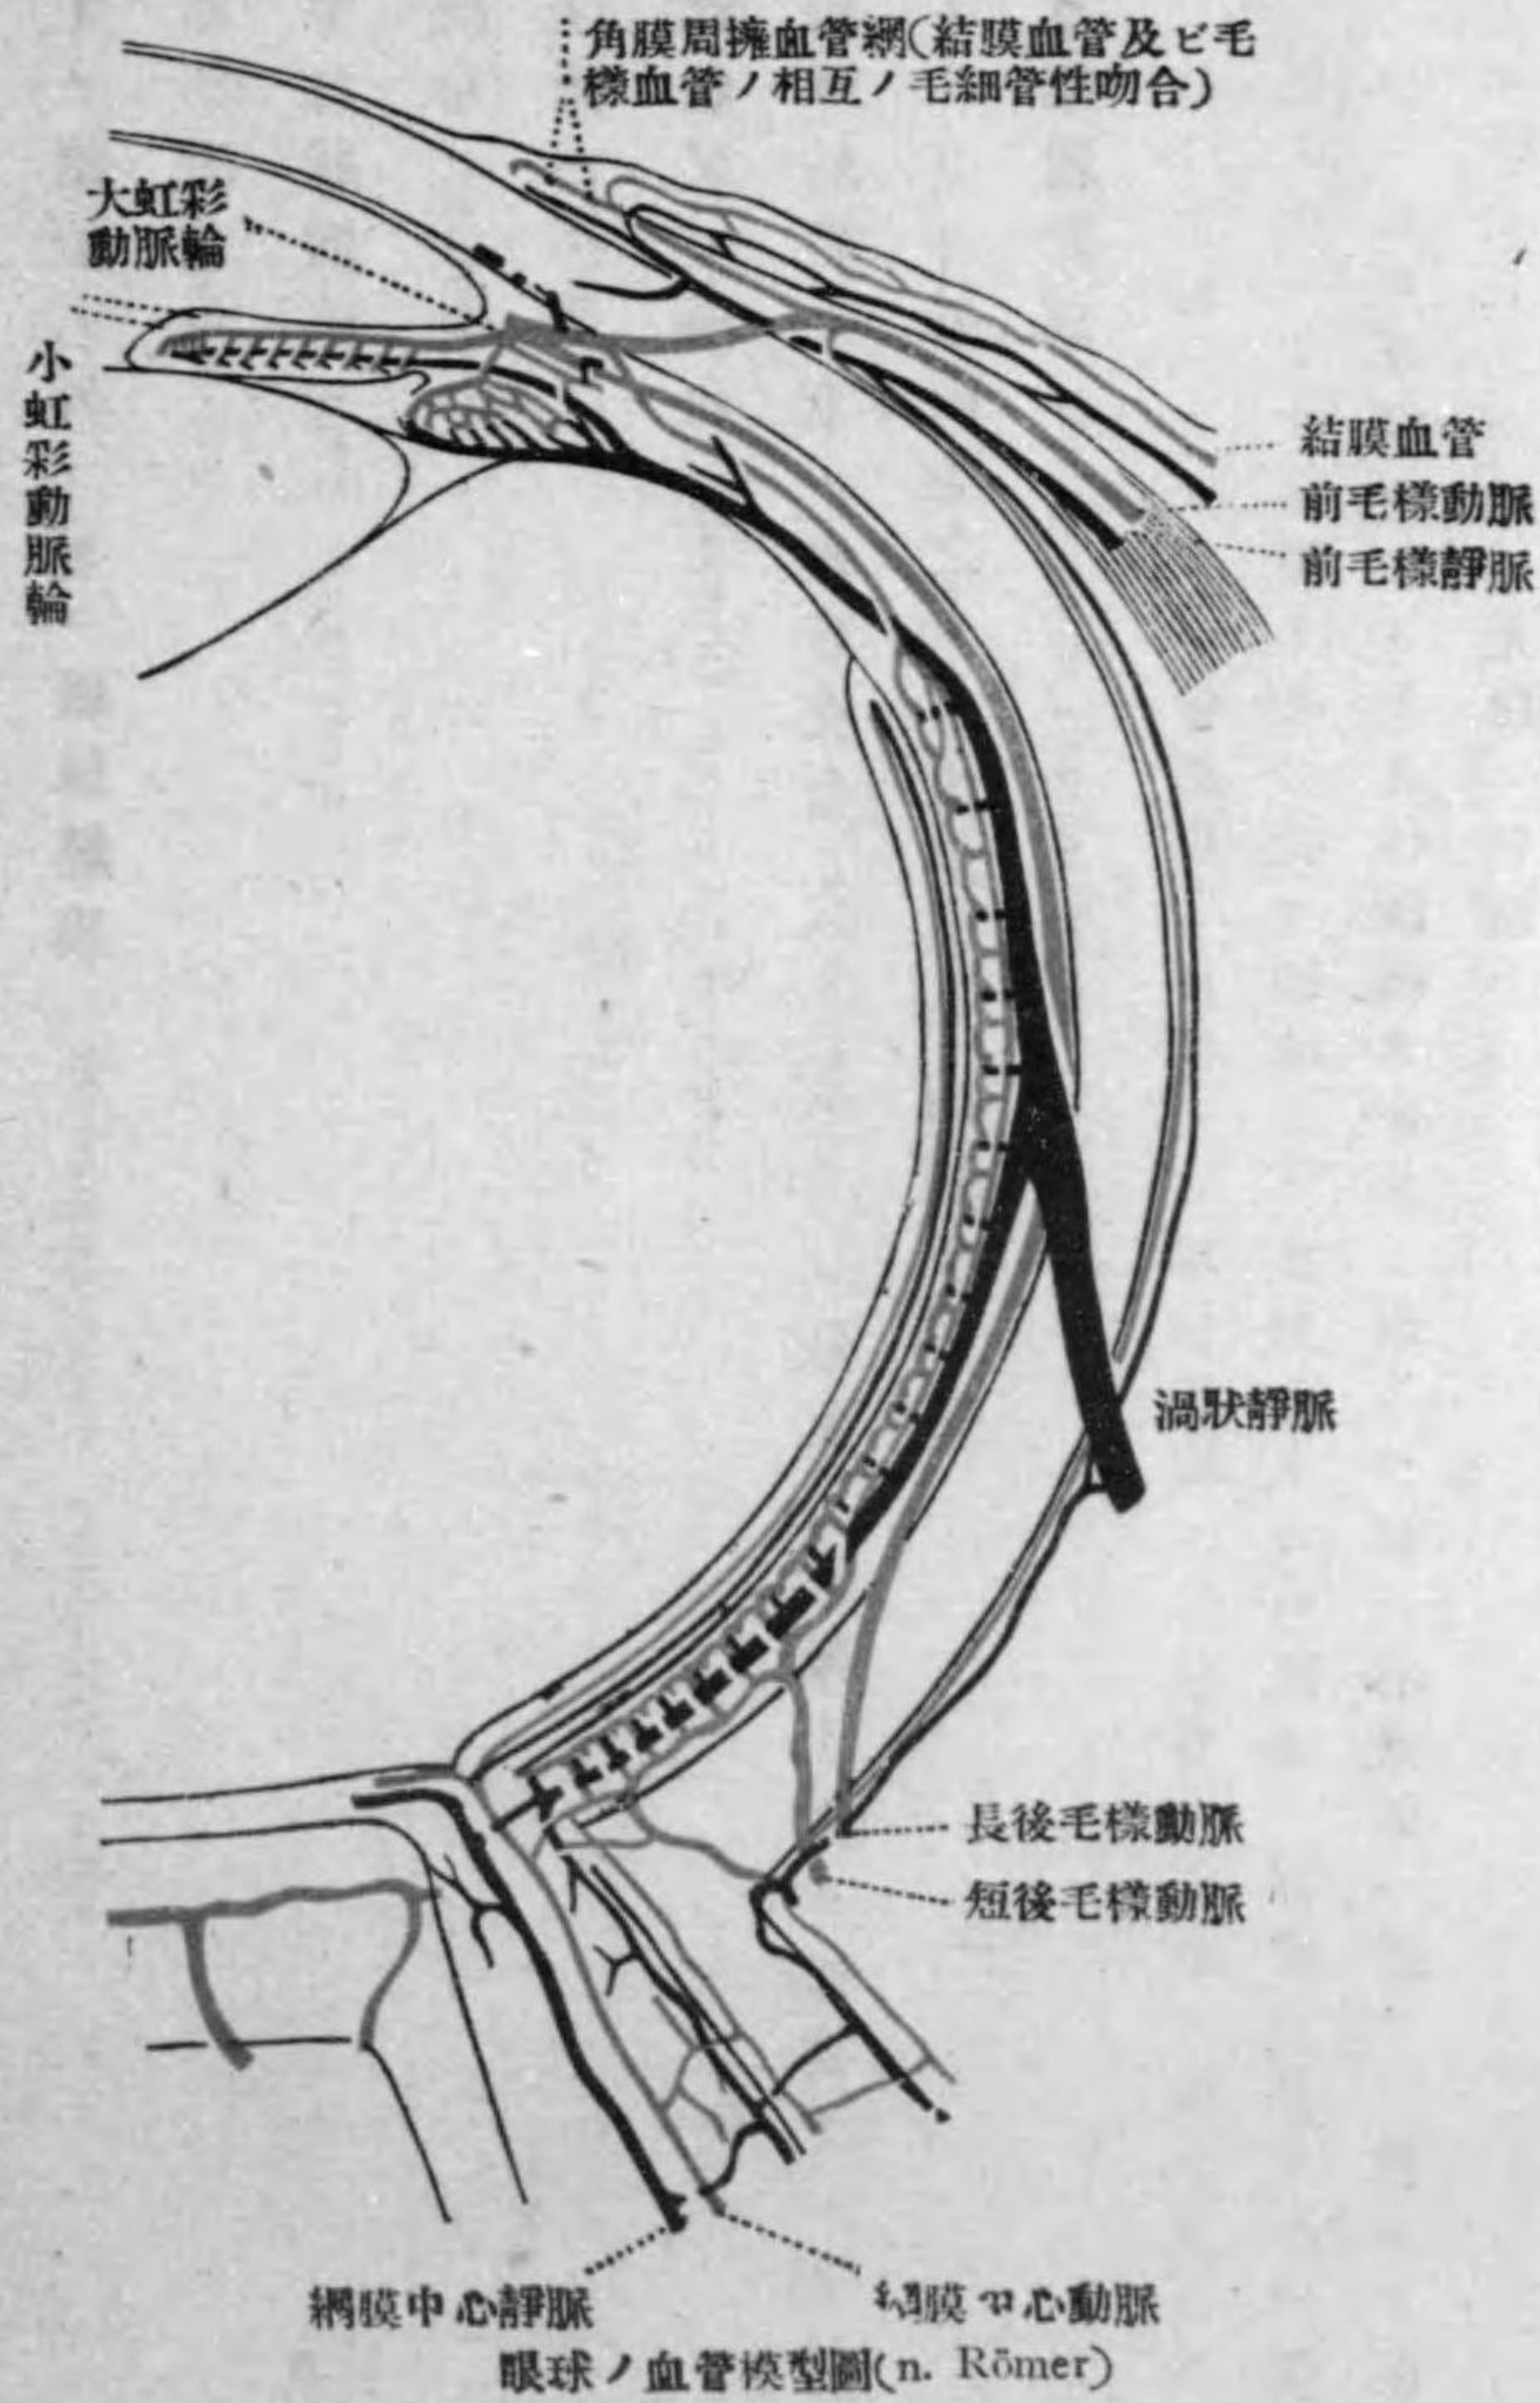 角膜周擁血管網(結膜血管及ビ毛
樣血管ノ相互ノ毛細管性吻合)
大虹彩
動脈輪
小虹彩動脈輪
結膜血管
前毛樣動脈
前毛樣靜脈
渦狀靜脈
長後毛樣動脈
短後毛樣動脈
網膜中心靜脈
網膜中心動脈
眼球ノ血管模型圖(n. Römer)